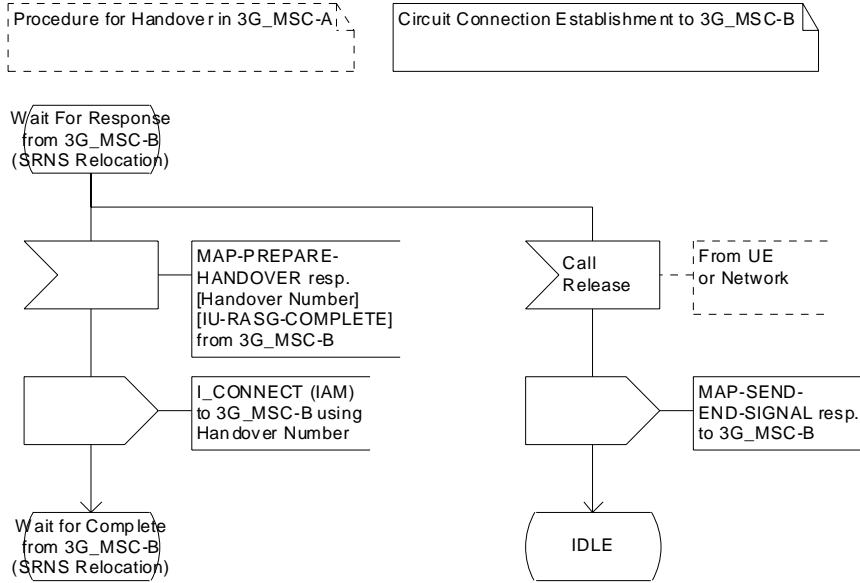 Procedure for Handover in 3G_MSC-A
Circuit Connection Establishment to 3G_MSC-B
Wait For Response
from 3G_MSC-B
(SRNS Relocation)
MAP-PREPARE-
HANDOVER resp.
[Handover Number]
[IU-RASG-COMPLETE]
from 3G_MSC-B
Call
Release
From UE
or Network
I_CONNECT (IAM)
to 3G_MSC-B using
Handover Number
MAP-SEND-
END-SIGNAL resp.
to 3G_MSC-B
Wait for Complete
from 3G_MSC-B
(SRNS Relocation)
IDLE